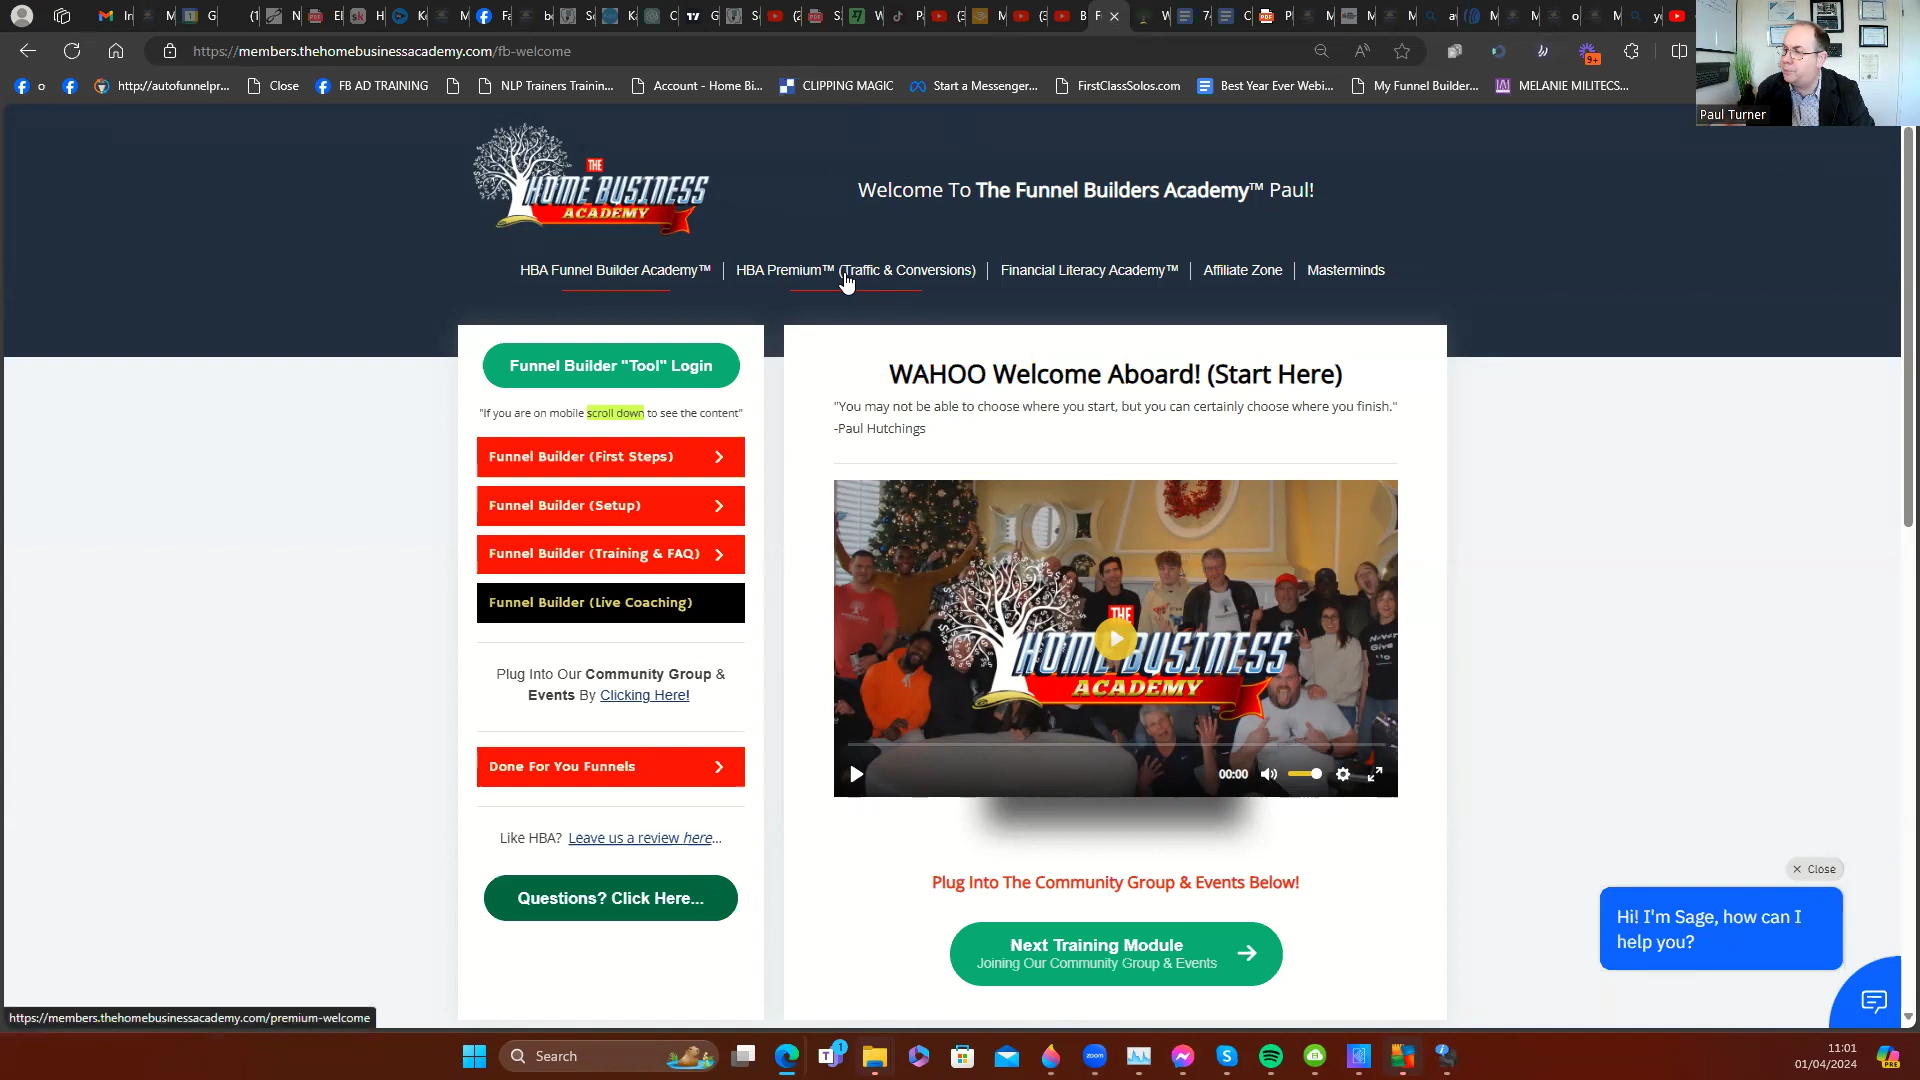 https://members.thehomebusinessacademy.com/fb-welcome
9+
http://autofunnelpr...
Close
FB AD TRAINING
NLP Trainers Trainin...
Account - Home Bi...
CLIPPING MAGIC
Start a Messenger...
FirstClassSolos.com
Best Year Ever Webi...
My Funnel Builder...
MELANIE MILITECS...
Paul Turner
THE
HOME BUSINESS
ACADEMY
Welcome To The Funnel Builders Academy™ Paul!
HBA Funnel Builder Academy™
HBA Premium™ (Traffic & Conversions)
Financial Literacy Academy™
Affiliate Zone
Masterminds
Funnel Builder "Tool" Login
"If you are on mobile scroll down to see the content"
Funnel Builder (First Steps)
Funnel Builder (Setup)
Funnel Builder (Training & FAQ)
Funnel Builder (Live Coaching)
Plug Into Our Community Group &
Events By Clicking Here!
Done For You Funnels
Like HBA? Leave us a review here...
Questions? Click Here...
WAHOO Welcome Aboard! (Start Here)
"You may not be able to choose where you start, but you can certainly choose where you finish."
-Paul Hutchings
THE
HOME BUSINESS
ACADEMY
00:00
Plug Into The Community Group & Events Below!
Next Training Module
Joining Our Community Group & Events
Close
Hi! I'm Sage, how can I
help you?
https://members.thehomebusinessacademy.com/premium-welcome
Search
1
zoom
11:01
01/04/2024
PRE